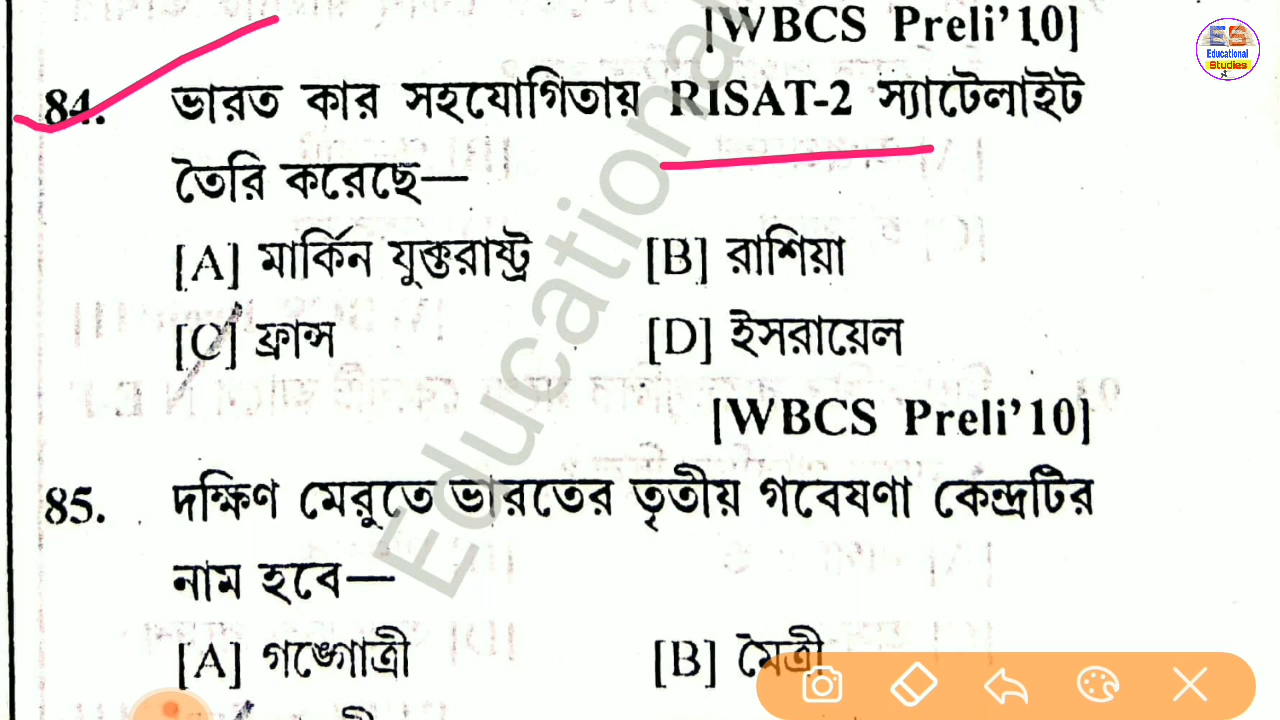 [WBCS Preli’10]
84. ভারত কার সহযোগিতায় RISAT-2 স্যাটেলাইট
তৈরি করেছে—
[A] মার্কিন যুক্তরাষ্ট্র [B] রাশিয়া
[C] ফ্রান্স [D] ইসরায়েল
[WBCS Preli’10]
85. দক্ষিণ মেরুতে ভারতের তৃতীয় গবেষণা কেন্দ্রটির
নাম হবে—
[A] গঙ্গোত্রী [B] মৈত্রী
Educational
ES
Educational
Studies